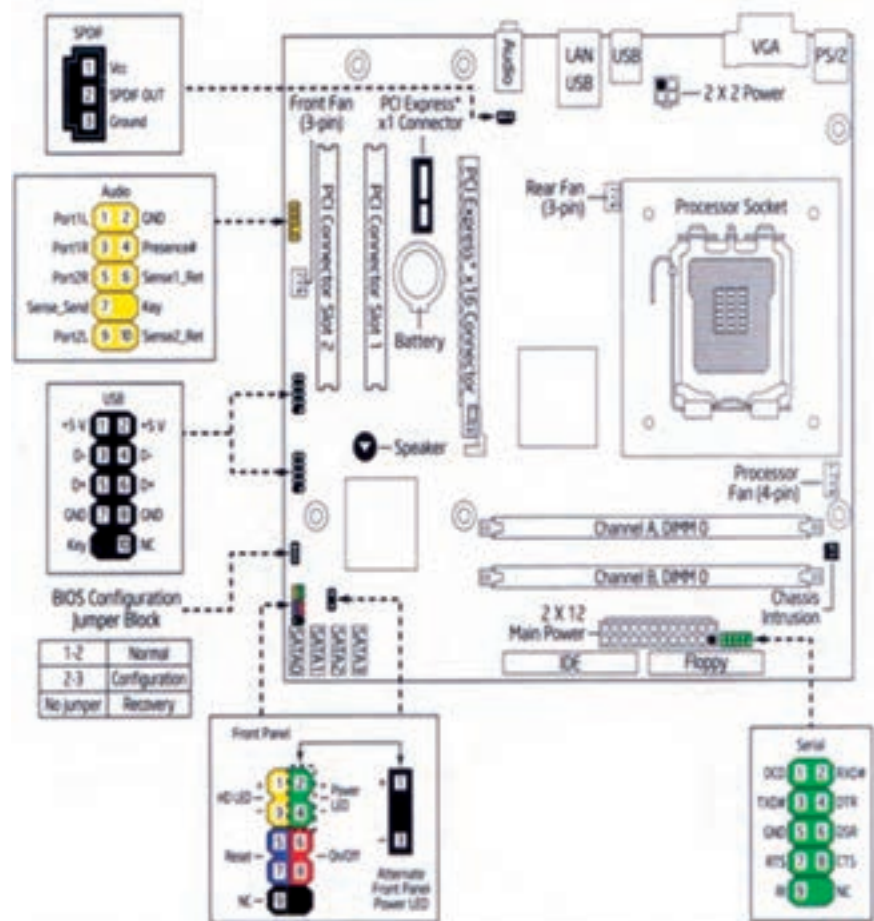 SPDIF
1 Vcc
2 SPDIF OUT
3 Ground
Audio
Port1L 1 2 GND
Port1R 3 4 Presence#
Port2R 5 6 Sense1_Ret
Sense_Send 7 Key
Port2L 9 10 Sense2_Ret
USB
+5 V 1 2 +5 V
D- 3 4 D-
D+ 5 6 D+
GND 7 8 GND
Key 10 NC
BIOS Configuration
Jumper Block
1-2 Normal
2-3 Configuration
No jumper Recovery
Audio
LAN
USB
USB
VGA
PS/2
2 X 2 Power
Front Fan
(3-pin)
PCI Express*
x1 Connector
PCI Connector Slot 2
PCI Connector Slot 1
PCI Express* x16 Connector
Rear Fan
(3-pin)
Processor Socket
Battery
Speaker
Processor
Fan (4-pin)
Channel A, DIMM 0
Channel B, DIMM 0
Chassis
Intrusion
2 X 12
Main Power
IDE
Floppy
SATA0
SATA1
SATA2
SATA3
Front Panel
HD LED + 1 2 + Power
- 3 4 - LED
Reset 5 6 On/Off
7 8
NC 9
+ 1
- 3
Alternate
Front Panel
Power LED
Serial
DCD 1 2 RXD#
TXD# 3 4 DTR
GND 5 6 DSR
RTS 7 8 CTS
RI 9 NC